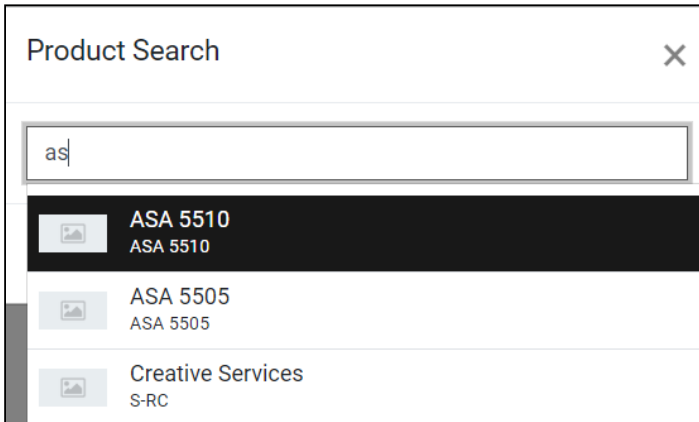 Product Search
as
ASA 5510
ASA 5510
ASA 5505
ASA 5505
Creative Services
S-RC